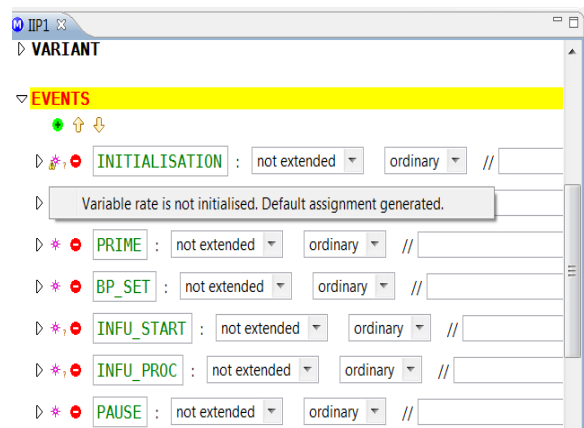 IIP1
VARIANT
EVENTS
INITIALISATION : not extended ordinary //
Variable rate is not initialised. Default assignment generated.
PRIME : not extended ordinary //
BP_SET : not extended ordinary //
INFU_START : not extended ordinary //
INFU_PROC : not extended ordinary //
PAUSE : not extended ordinary //